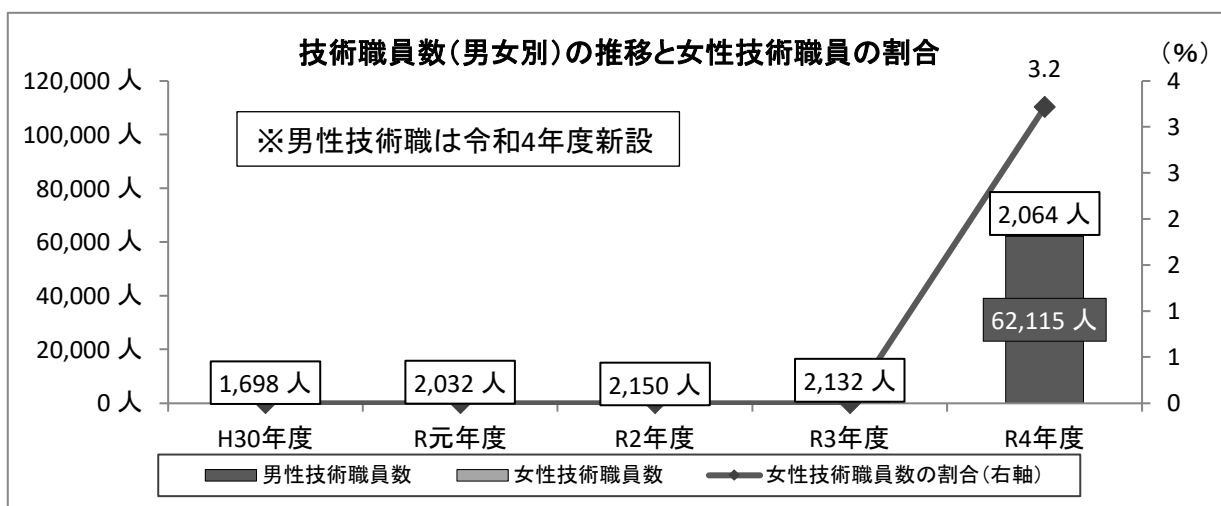 技術職員数（男女別）の推移と女性技術職員の割合
（%）
※男性技術職は令和4年度新設
120,000 人
100,000 人
80,000 人
60,000 人
40,000 人
20,000 人
0 人
4
3
3
2
2
1
1
0
3.2
2,064 人
62,115 人
1,698 人
2,032 人
2,150 人
2,132 人
H30年度
R元年度
R2年度
R3年度
R4年度
男性技術職員数
女性技術職員数
女性技術職員数の割合（右軸）